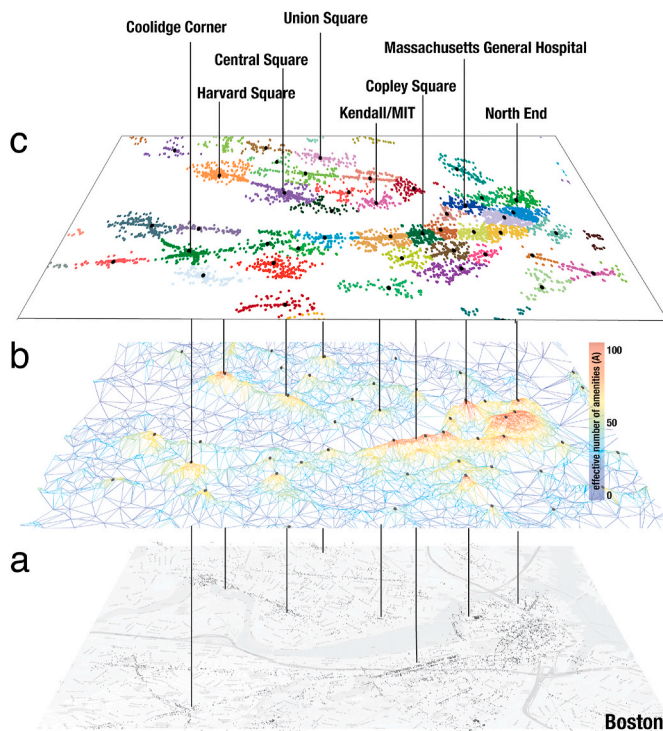 Union Square
Coolidge Corner
Massachusetts General Hospital
Central Square
Copley Square
Harvard Square
Kendall/MIT
North End
c
b
100
50
0
effective number of amenities (A)
a
Boston